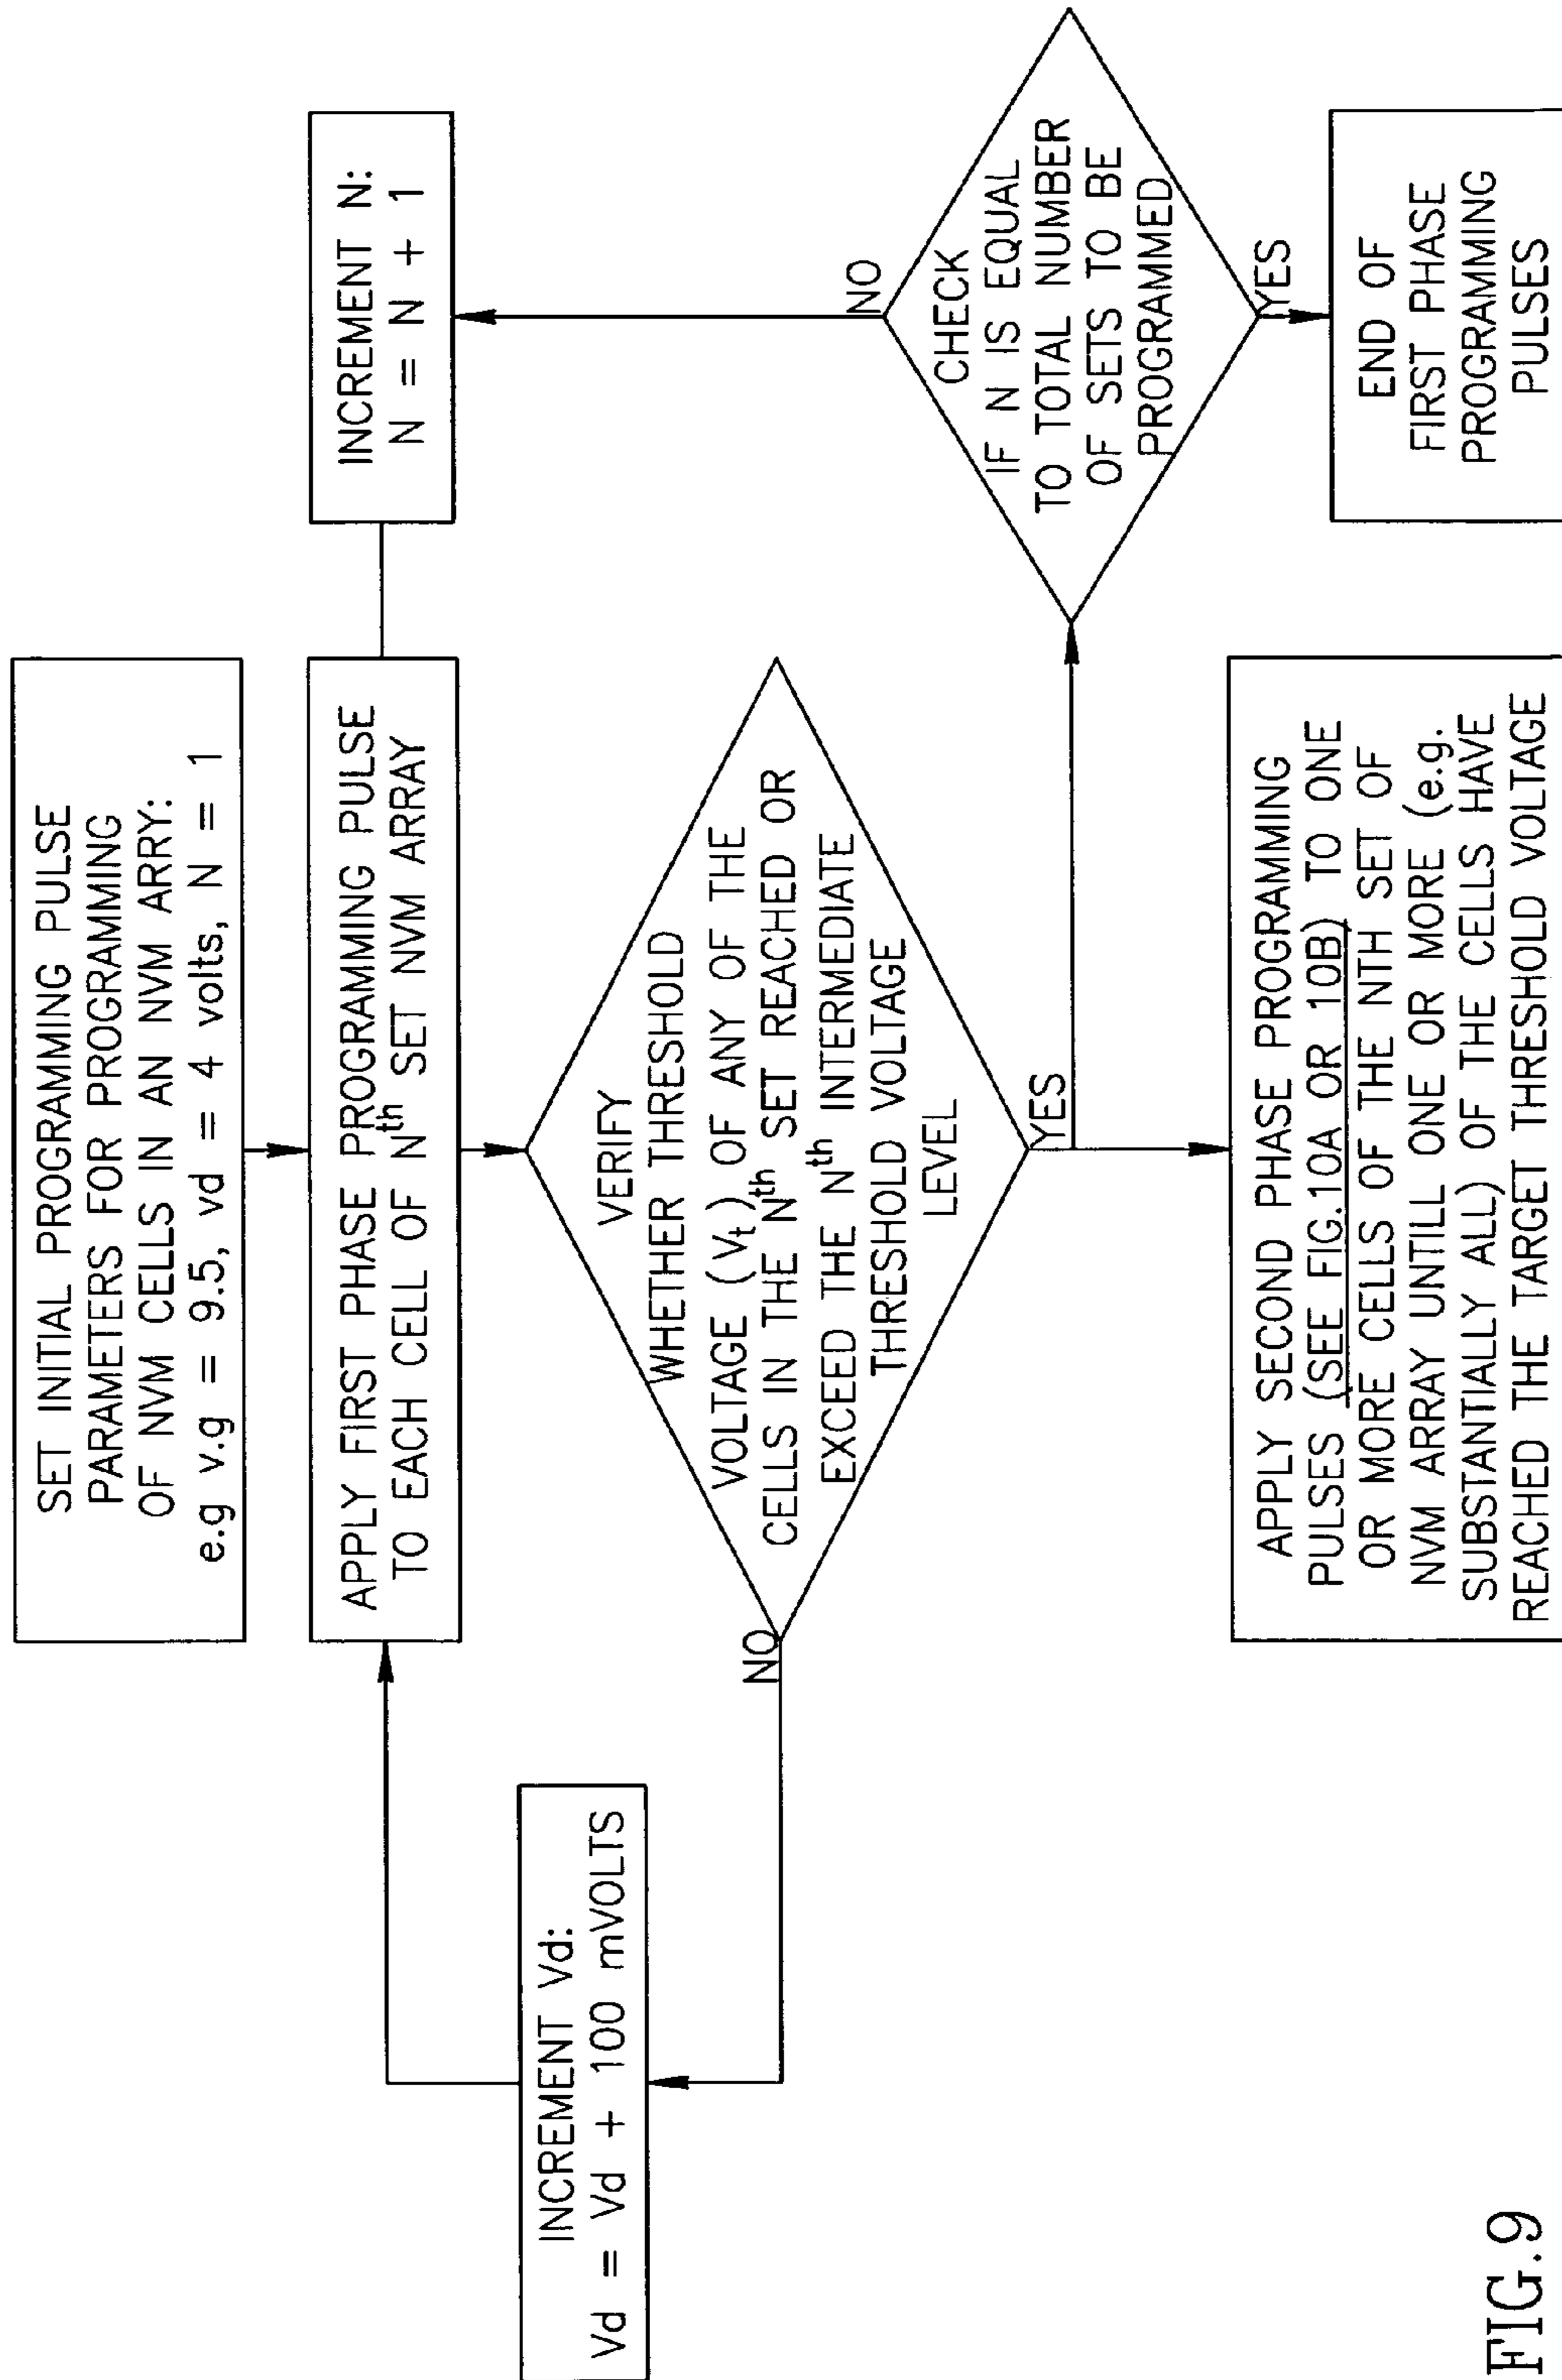 SET INITIAL PROGRAMMING PULSE
PARAMETERS FOR PROGRAMMING
OF NVM CELLS IN AN NVM ARRY:
e.g v.g = 9.5, vd = 4 volts, N = 1
APPLY FIRST PHASE PROGRAMMING PULSE
TO EACH CELL OF Nth SET NVM ARRAY
INCREMENT N:
N = N + 1
INCREMENT Vd:
Vd = Vd + 100 mVOLTS
VERIFY
WHETHER THRESHOLD
VOLTAGE (Vt) OF ANY OF THE
CELLS IN THE Nth SET REACHED OR
EXCEED THE Nth INTERMEDIATE
THRESHOLD VOLTAGE
LEVEL
NO
YES
CHECK
IF N IS EQUAL
TO TOTAL NUMBER
OF SETS TO BE
PROGRAMMED
NO
YES
APPLY SECOND PHASE PROGRAMMING
PULSES (SEE FIG.10A OR 10B) TO ONE
OR MORE CELLS OF THE NTH SET OF
NVM ARRAY UNTILL ONE OR MORE (e.g.
SUBSTANTIALLY ALL) OF THE CELLS HAVE
REACHED THE TARGET THRESHOLD VOLTAGE
END OF
FIRST PHASE
PROGRAMMING
PULSES
FIG.9